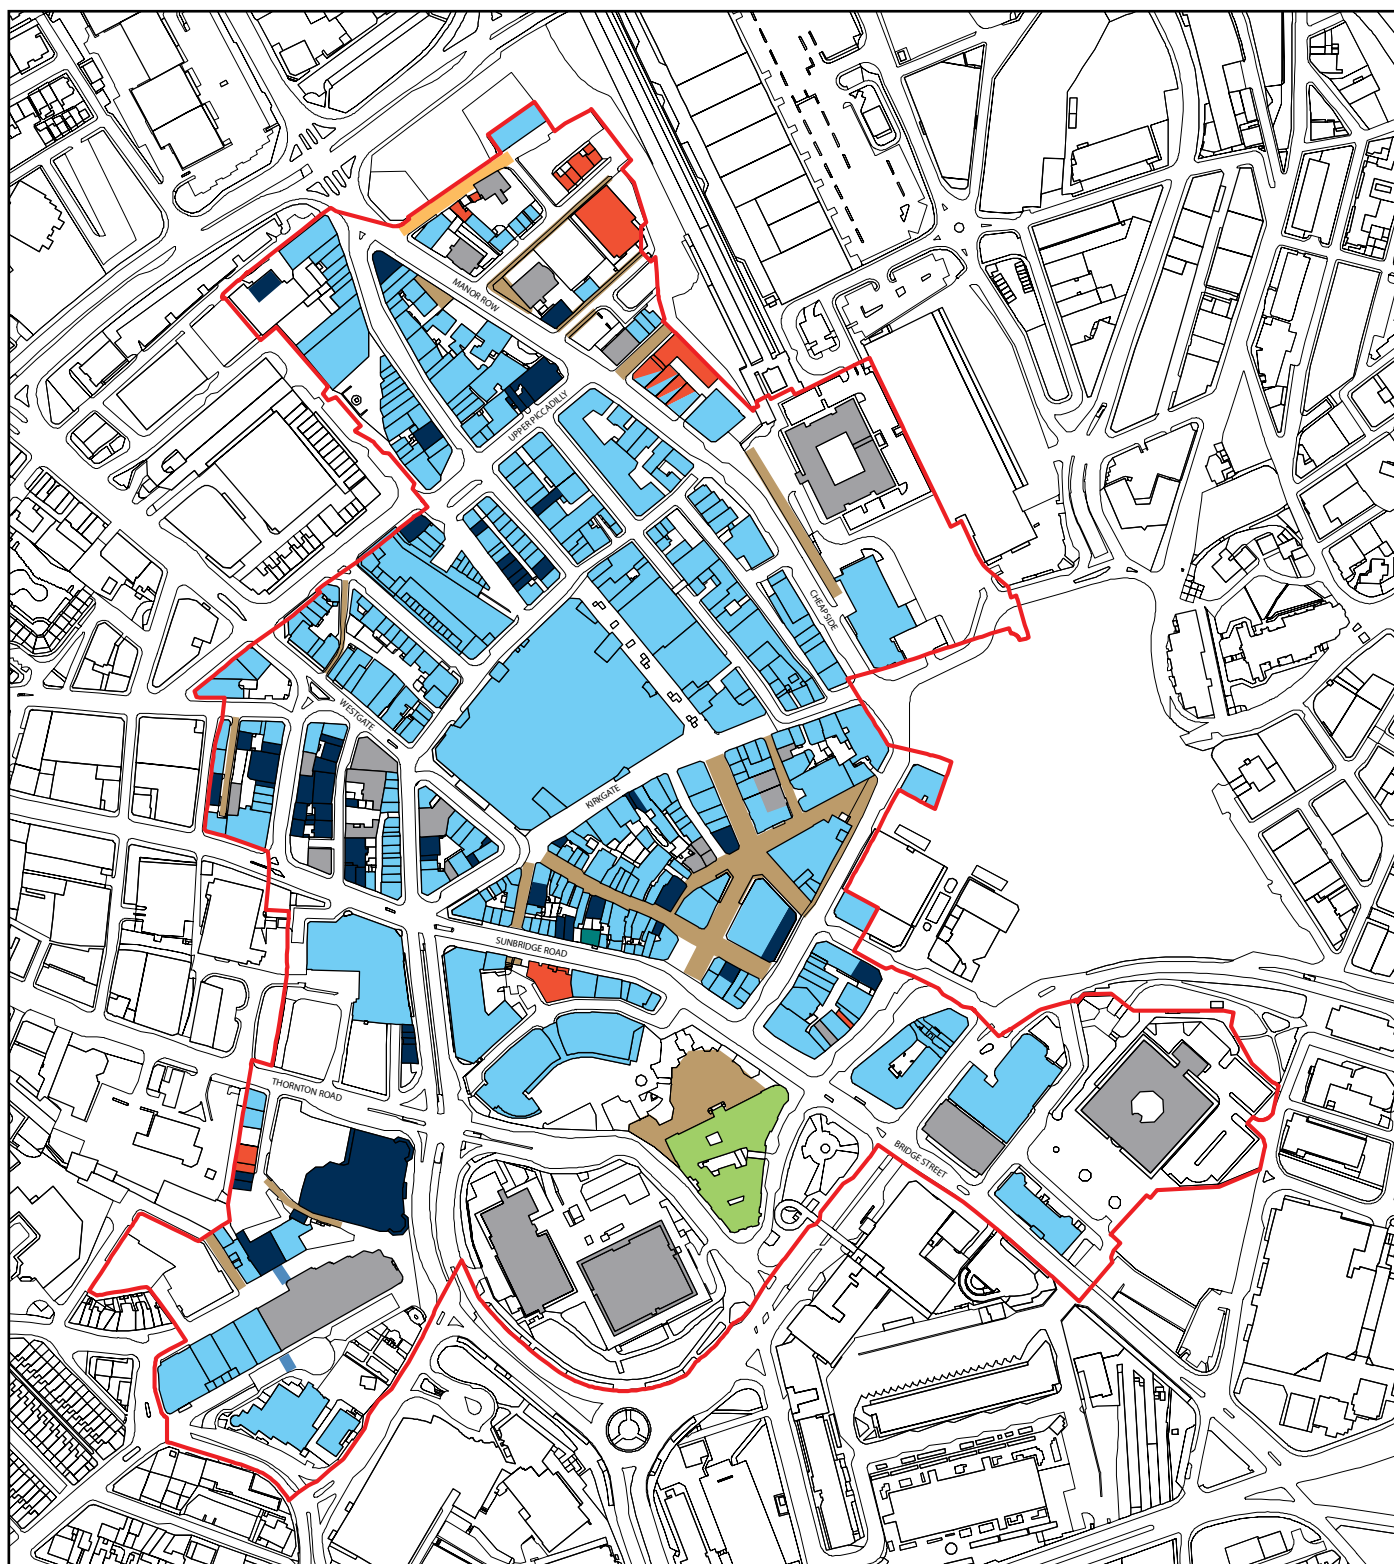 MANOR ROW
UPPER PICCADILLY
CHEAPSIDE
WESTGATE
KIRKGATE
SUNBRIDGE ROAD
THORNTON ROAD
BRIDGE STREET